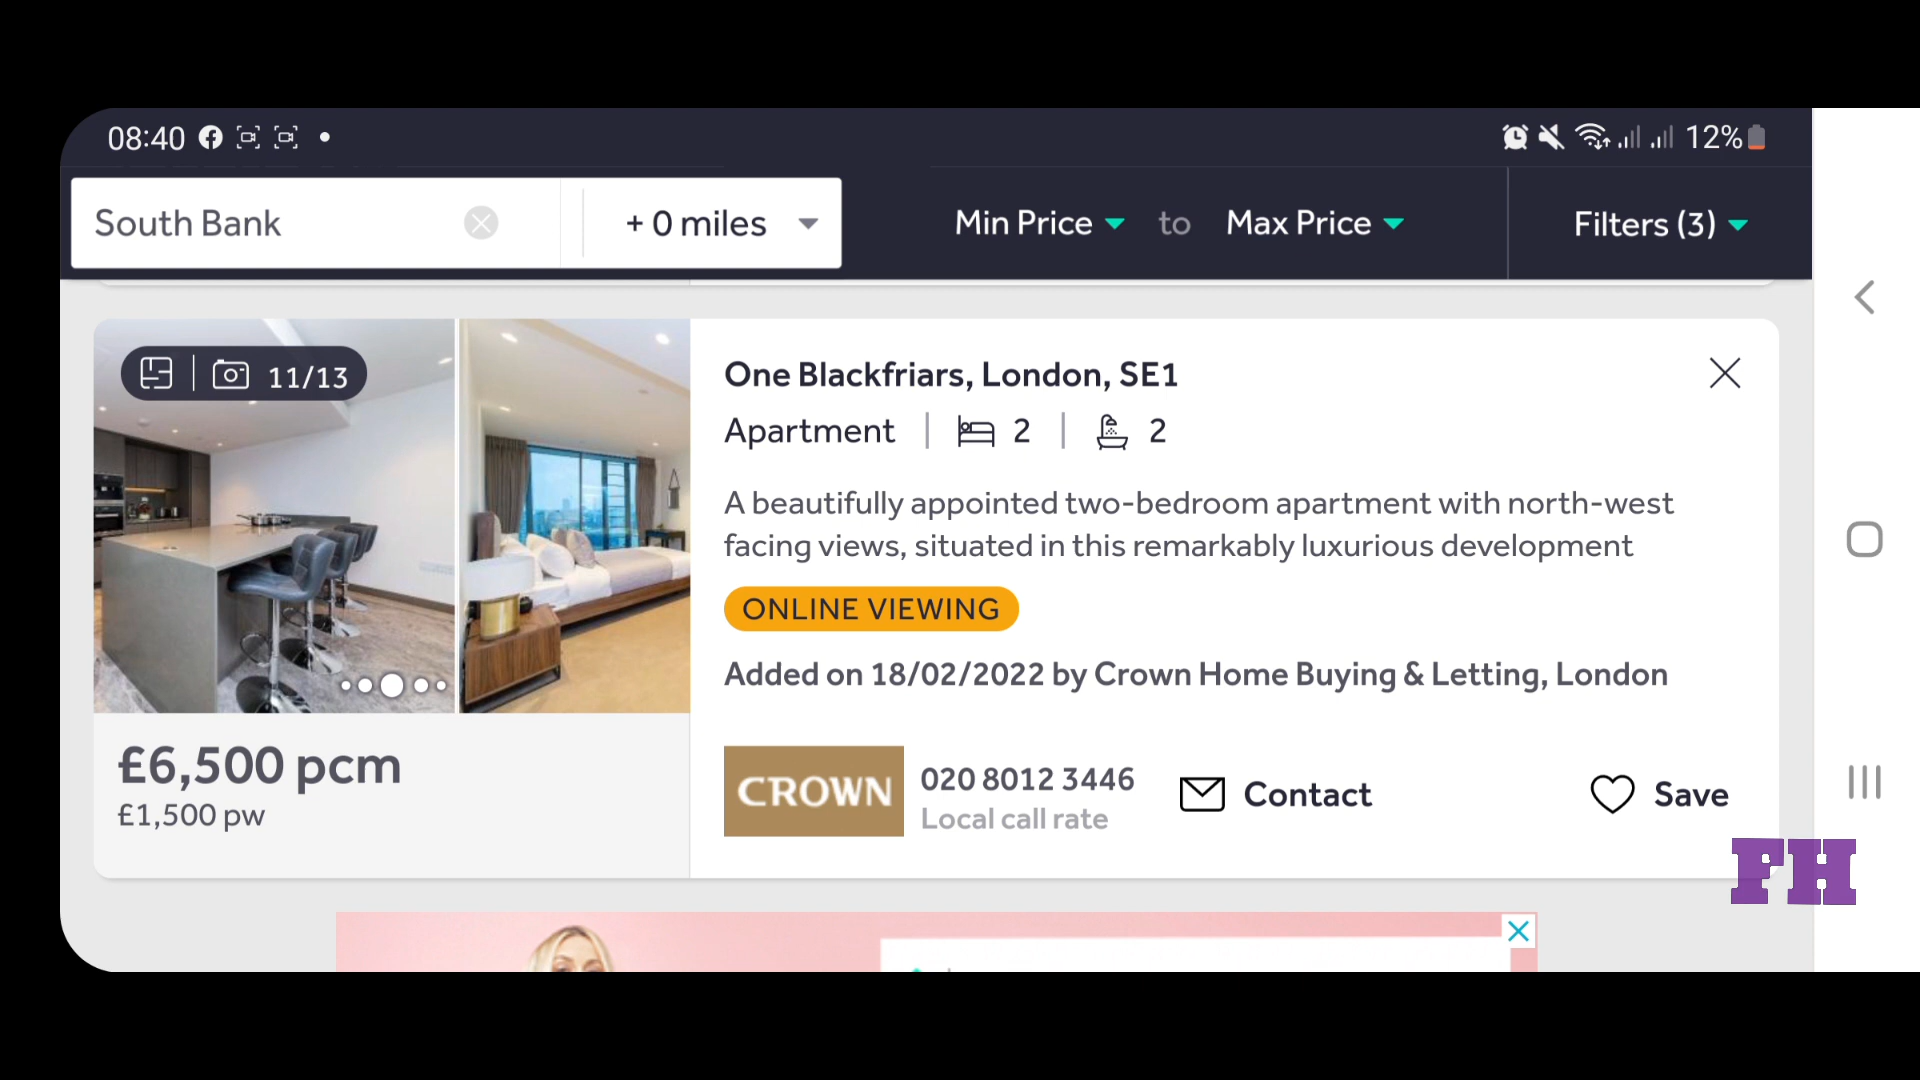 08:40
12%
South Bank
+ 0 miles
Min Price to Max Price
Filters (3)
11/13
One Blackfriars, London, SE1
Apartment | 2 | 2
A beautifully appointed two-bedroom apartment with north-west
facing views, situated in this remarkably luxurious development
ONLINE VIEWING
Added on 18/02/2022 by Crown Home Buying & Letting, London
£6,500 pcm
£1,500 pw
CROWN
020 8012 3446
Local call rate
Contact
Save
PH